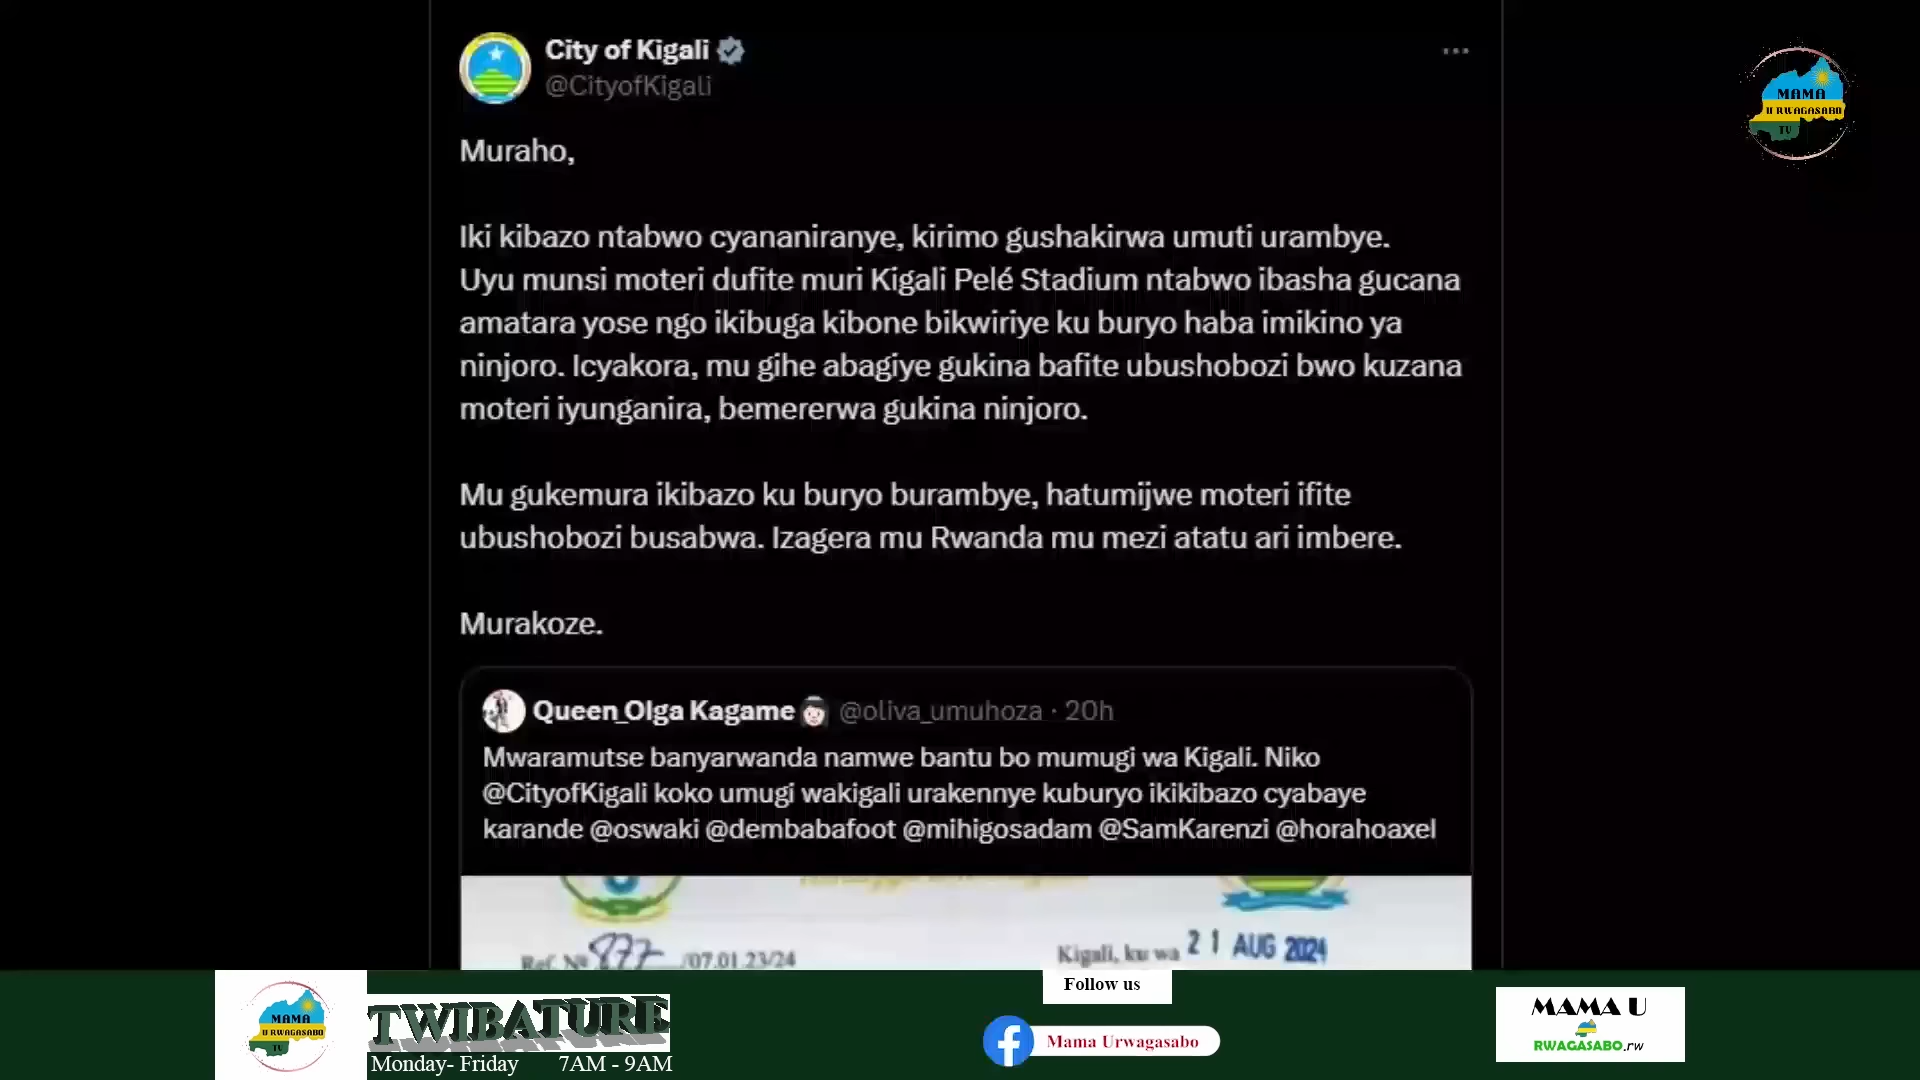 City of Kigali
@CityofKigali
Muraho,
Iki kibazo ntabwo cyananiranye, kirimo gushakirwa umuti urambye.
Uyu munsi moteri dufite muri Kigali Pelé Stadium ntabwo ibasha gucana
amatara yose ngo ikibuga kibone bikwiriye ku buryo haba imikino ya
ninjoro. Icyakora, mu gihe abagiye gukina bafite ubushobozi bwo kuzana
moteri iyunganira, bemererwa gukina ninjoro.
Mu gukemura ikibazo ku buryo burambye, hatumijwe moteri ifite
ubushobozi busabwa. Izagera mu Rwanda mu mezi atatu ari imbere.
Murakoze.
Queen_Olga Kagame @oliva_umuhoza · 20h
Mwaramutse banyarwanda namwe bantu bo mumugi wa Kigali. Niko
@CityofKigali koko umugi wakigali urakennye kuburyo ikikibazo cyabaye
karande @oswaki @dembabafoot @mihigosadam @SamKarenzi @horahoaxel
Ref. Nº 877 /07.01.23/24
Kigali, ku wa 21 AUG 2024
MAMA
U RWAGASABO
TV
MAMA
U RWAGASABO
TV
TWIBATURE
Monday- Friday 7AM - 9AM
Follow us
Mama Urwagasabo
MAMA U
RWAGASABO.rw